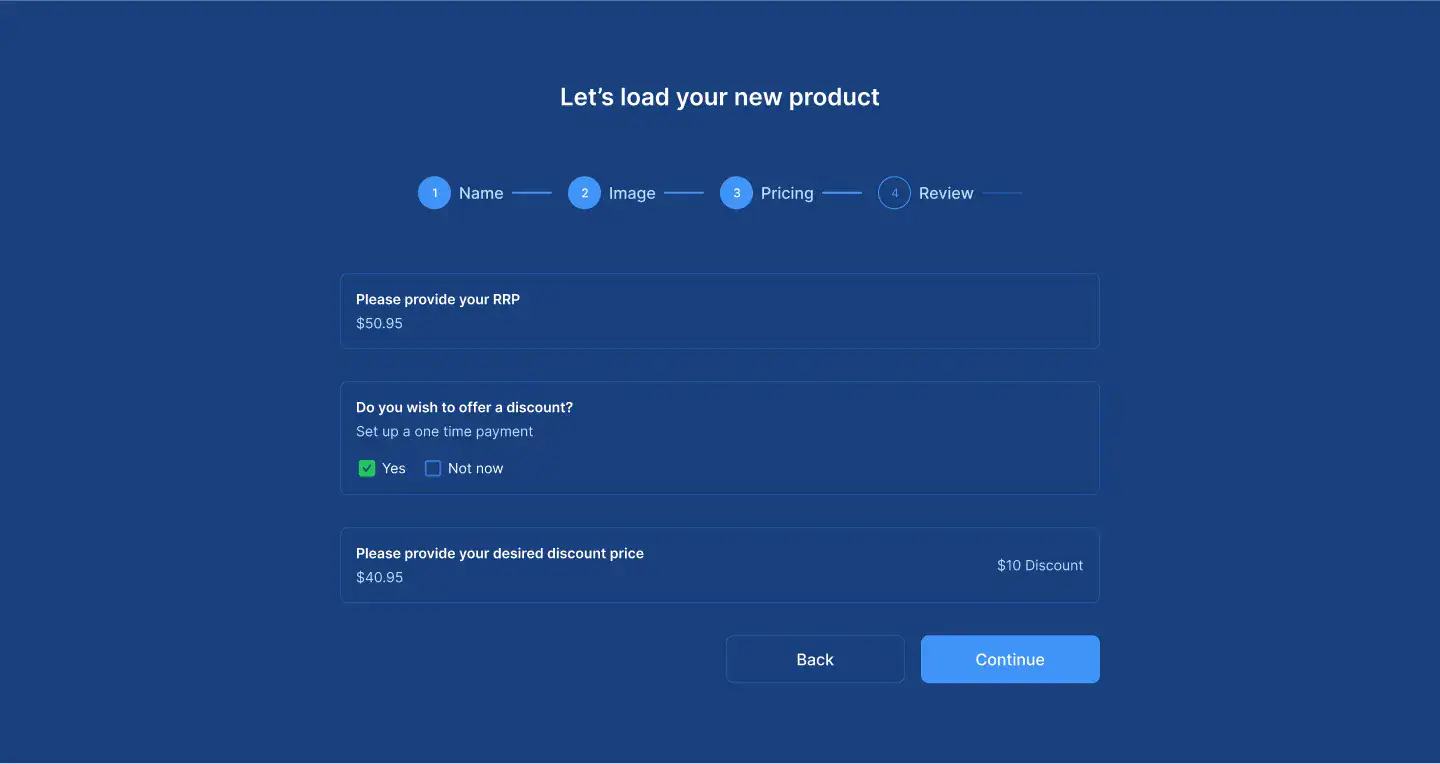 Let’s load your new product
1 Name 2 Image 3 Pricing 4 Review
Please provide your RRP
$50.95
Do you wish to offer a discount?
Set up a one time payment
Yes Not now
Please provide your desired discount price
$40.95
$10 Discount
Back Continue